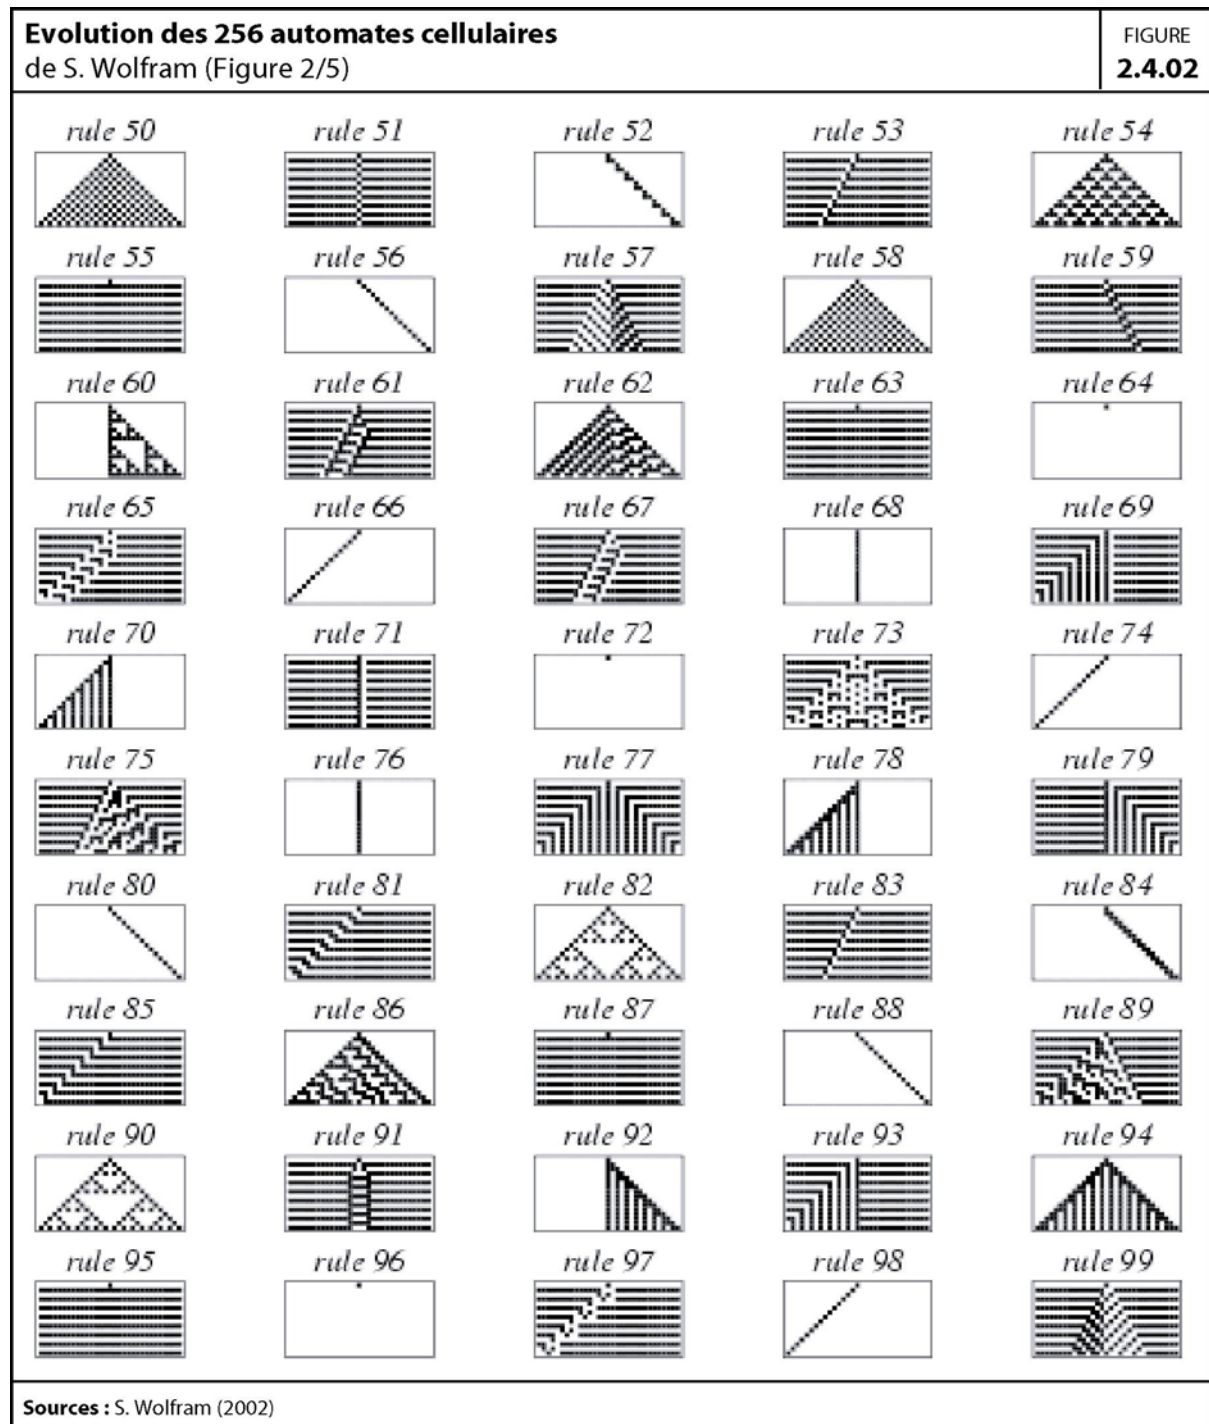 Evolution des 256 automates cellulaires
de S. Wolfram (Figure 2/5)
FIGURE
2.4.02
rule 50 rule 51 rule 52 rule 53 rule 54
rule 55 rule 56 rule 57 rule 58 rule 59
rule 60 rule 61 rule 62 rule 63 rule 64
rule 65 rule 66 rule 67 rule 68 rule 69
rule 70 rule 71 rule 72 rule 73 rule 74
rule 75 rule 76 rule 77 rule 78 rule 79
rule 80 rule 81 rule 82 rule 83 rule 84
rule 85 rule 86 rule 87 rule 88 rule 89
rule 90 rule 91 rule 92 rule 93 rule 94
rule 95 rule 96 rule 97 rule 98 rule 99
Sources : S. Wolfram (2002)